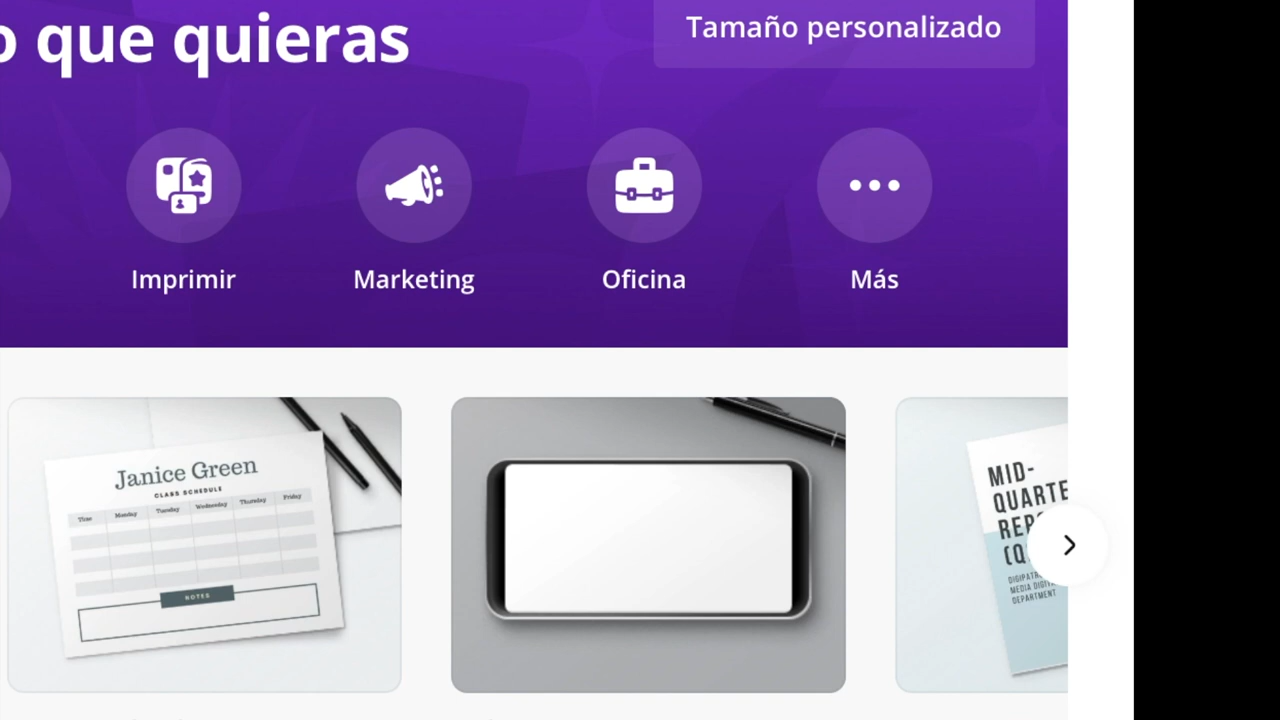 o que quieras
Tamaño personalizado
Imprimir
Marketing
Oficina
Más
Janice Green
CLASS SCHEDULE
Time Monday Tuesday Wednesday Thursday Friday
NOTES
MID-
QUARTE
REP
(Q
DIGIPAT
MEDIA DIGITA
DEPARTMENT